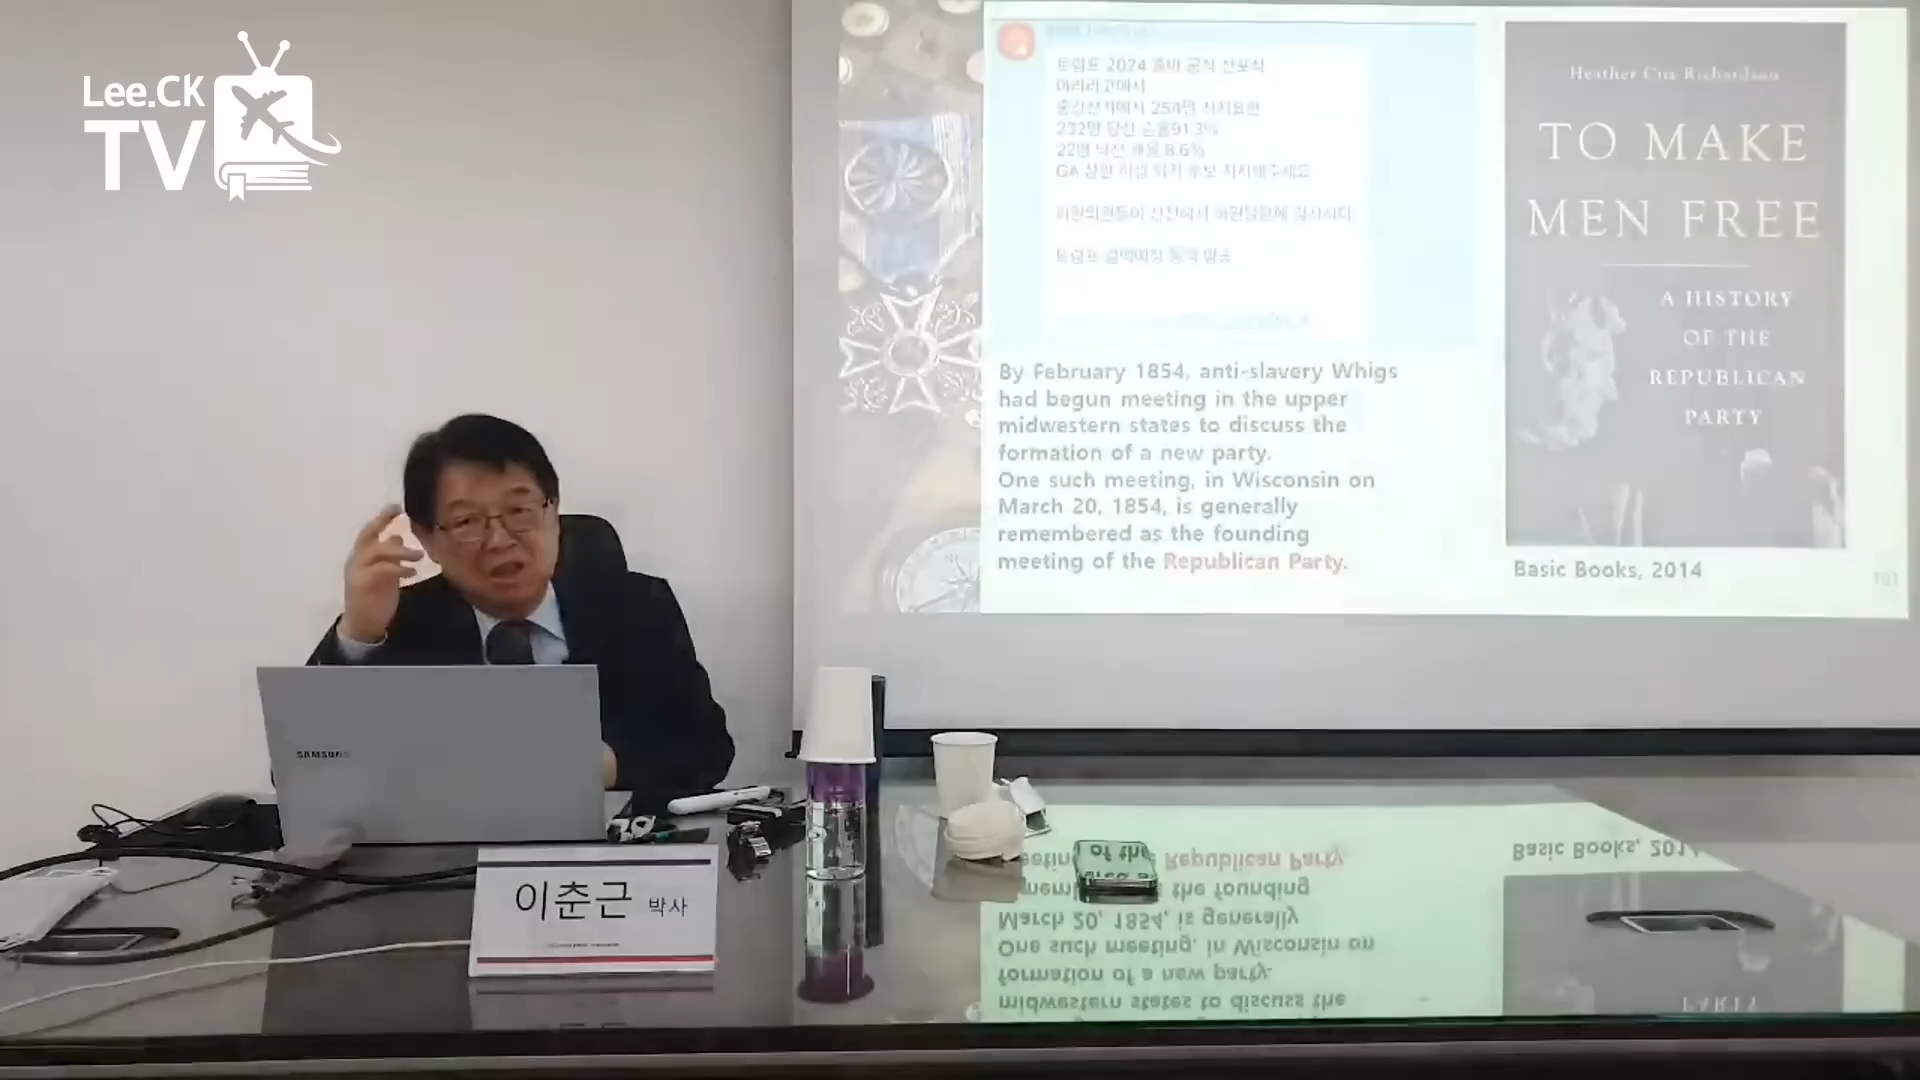 Lee.CK
TV
트럼프 2024 출마 공식 선포식
마라라고에서
중간선거에서 254명 지지표현
232명 당선 승률91.3%
22명 낙선 패율 8.6%
By February 1854, anti-slavery Whigs
had begun meeting in the upper
midwestern states to discuss the
formation of a new party.
One such meeting, in Wisconsin on
March 20, 1854, is generally
remembered as the founding
meeting of the Republican Party.
Heather Cox Richardson
TO MAKE
MEN FREE
A HISTORY
OF THE
REPUBLICAN
PARTY
Basic Books, 2014
101
SAMSUNG
이춘근 박사